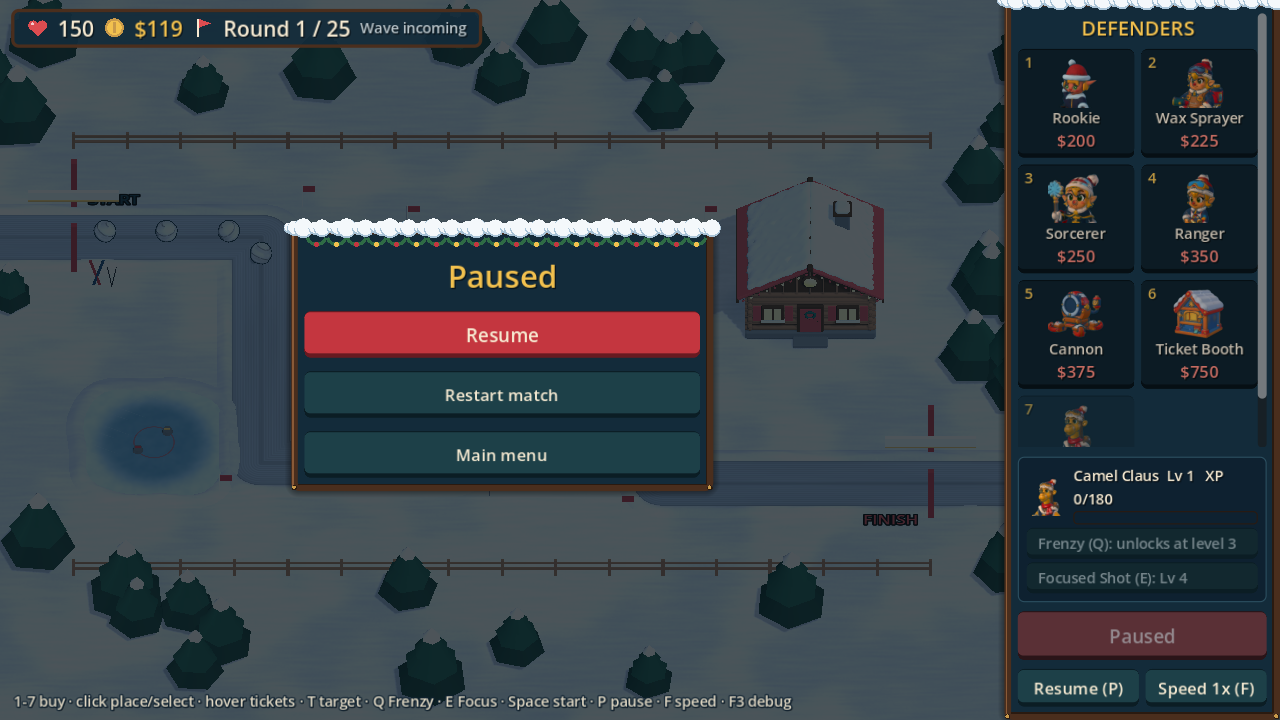 150 $119 Round 1 / 25 Wave incoming
START
FINISH
Paused
Resume
Restart match
Main menu
DEFENDERS
1
Rookie
$200
2
Wax Sprayer
$225
3
Sorcerer
$250
4
Ranger
$350
5
Cannon
$375
6
Ticket Booth
$750
7
Camel Claus Lv 1 XP
0/180
Frenzy (Q): unlocks at level 3
Focused Shot (E): Lv 4
Paused
Resume (P)
Speed 1x (F)
1-7 buy · click place/select · hover tickets · T target · Q Frenzy · E Focus · Space start · P pause · F speed · F3 debug